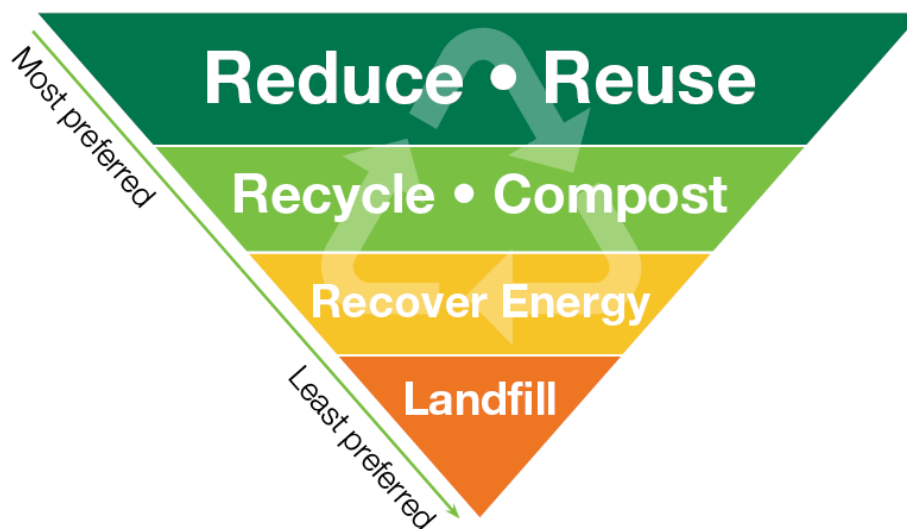 Reduce • Reuse
Most preferred
Recycle • Compost
Recover Energy
Landfill
Least preferred